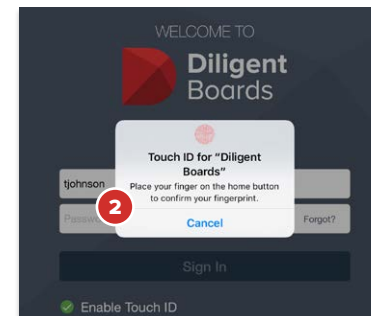 WELCOME TO
Diligent
Boards
Touch ID for “Diligent
Boards”
Place your finger on the home button
to confirm your fingerprint.
Cancel
tjohnson
2
Forgot?
Sign In
Enable Touch ID